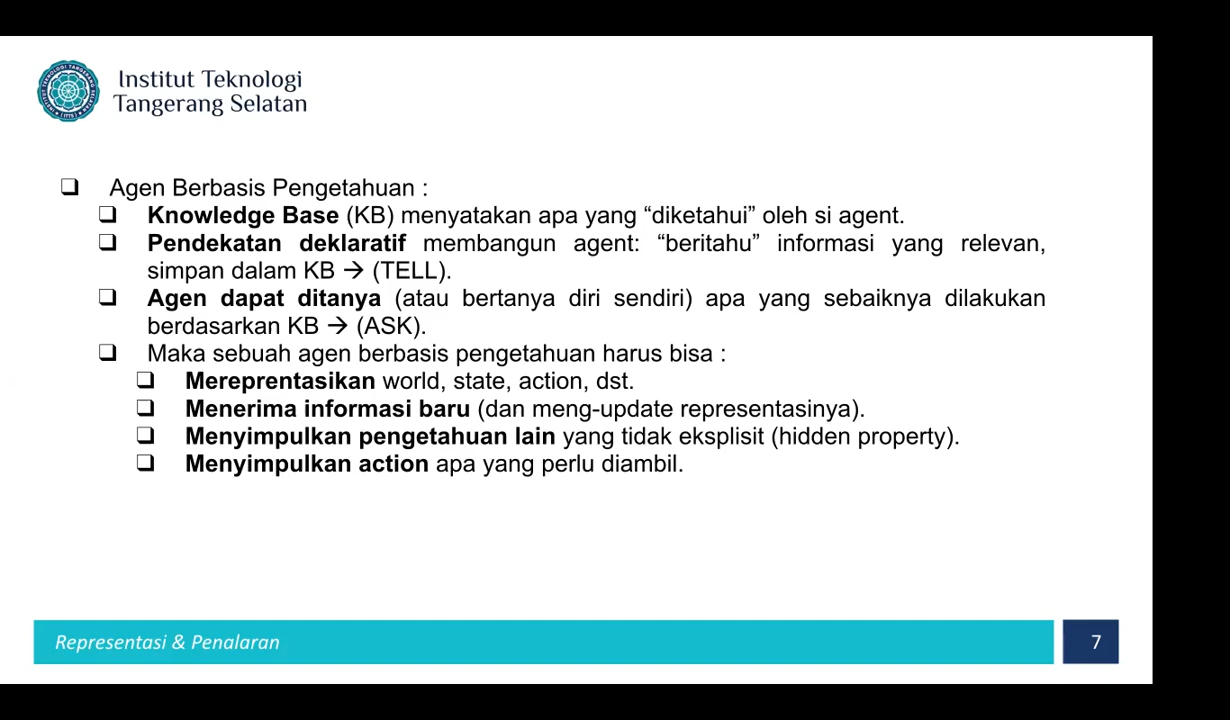 Institut Teknologi
Tangerang Selatan
❑ Agen Berbasis Pengetahuan :
❑ Knowledge Base (KB) menyatakan apa yang “diketahui” oleh si agent.
❑ Pendekatan deklaratif membangun agent: “beritahu” informasi yang relevan,
simpan dalam KB → (TELL).
❑ Agen dapat ditanya (atau bertanya diri sendiri) apa yang sebaiknya dilakukan
berdasarkan KB → (ASK).
❑ Maka sebuah agen berbasis pengetahuan harus bisa :
❑ Mereprentasikan world, state, action, dst.
❑ Menerima informasi baru (dan meng-update representasinya).
❑ Menyimpulkan pengetahuan lain yang tidak eksplisit (hidden property).
❑ Menyimpulkan action apa yang perlu diambil.
Representasi & Penalaran
7